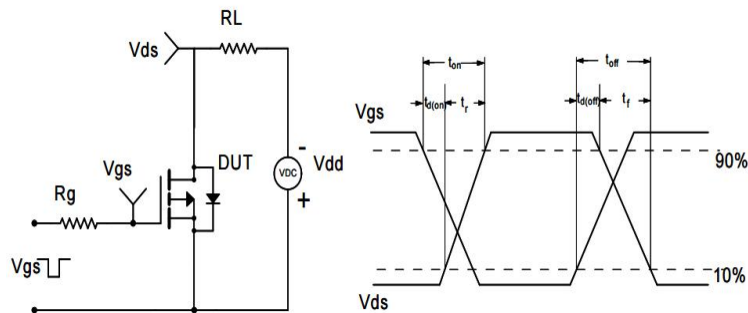 RL
Vds
Vgs
DUT
Rg
VDC
-
Vdd
+
Vgs
ton
toff
td(on)
tr
td(off)
tf
Vgs
90%
10%
Vds